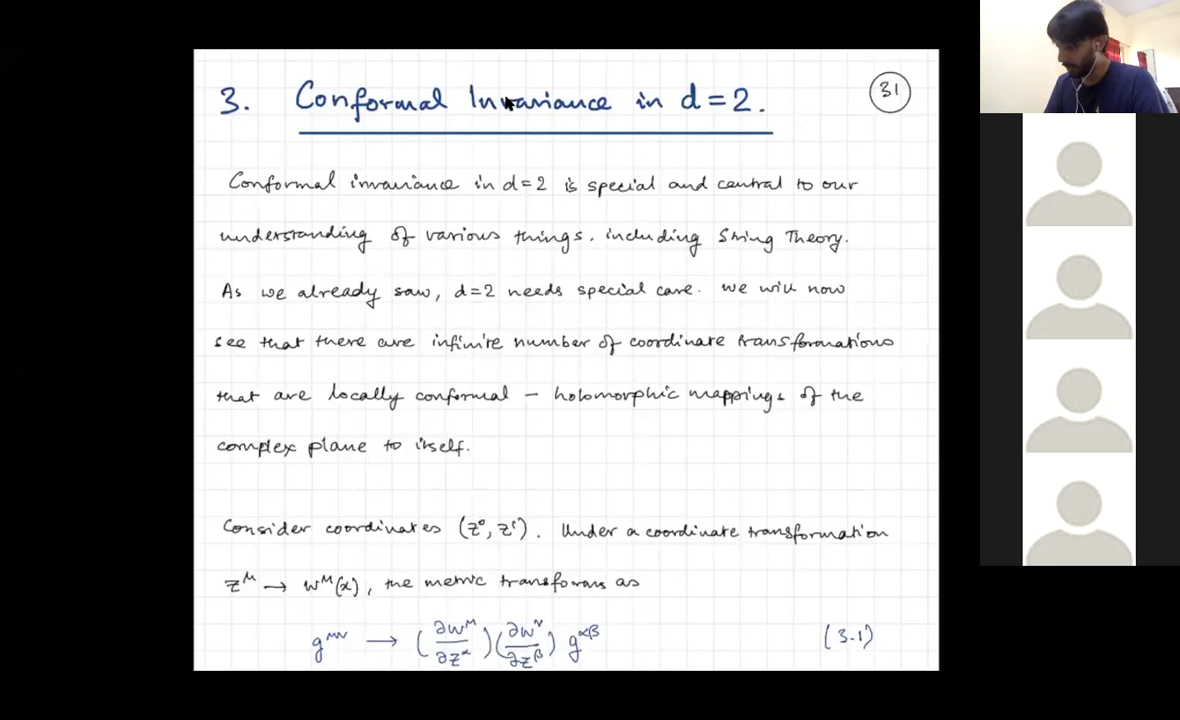 3. Conformal Invariance in d=2.
31
Conformal invariance in d=2 is special and central to our
understanding of various things, including String Theory.
As we already saw, d=2 needs special care. We will now
see that there are infinite number of coordinate transformations
that are locally conformal – holomorphic mappings of the
complex plane to itself.
Consider coordinates (z⁰, z¹). Under a coordinate transformation
z^μ → w^μ(x), the metric transforms as
g^μν → (∂w^μ/∂z^α)(∂w^ν/∂z^β) g^αβ (3.1)